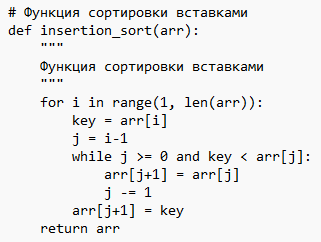 # Функция сортировки вставками
def insertion_sort(arr):
    """
    Функция сортировки вставками
    """
    for i in range(1, len(arr)):
        key = arr[i]
        j = i-1
        while j >= 0 and key < arr[j]:
            arr[j+1] = arr[j]
            j -= 1
        arr[j+1] = key
    return arr